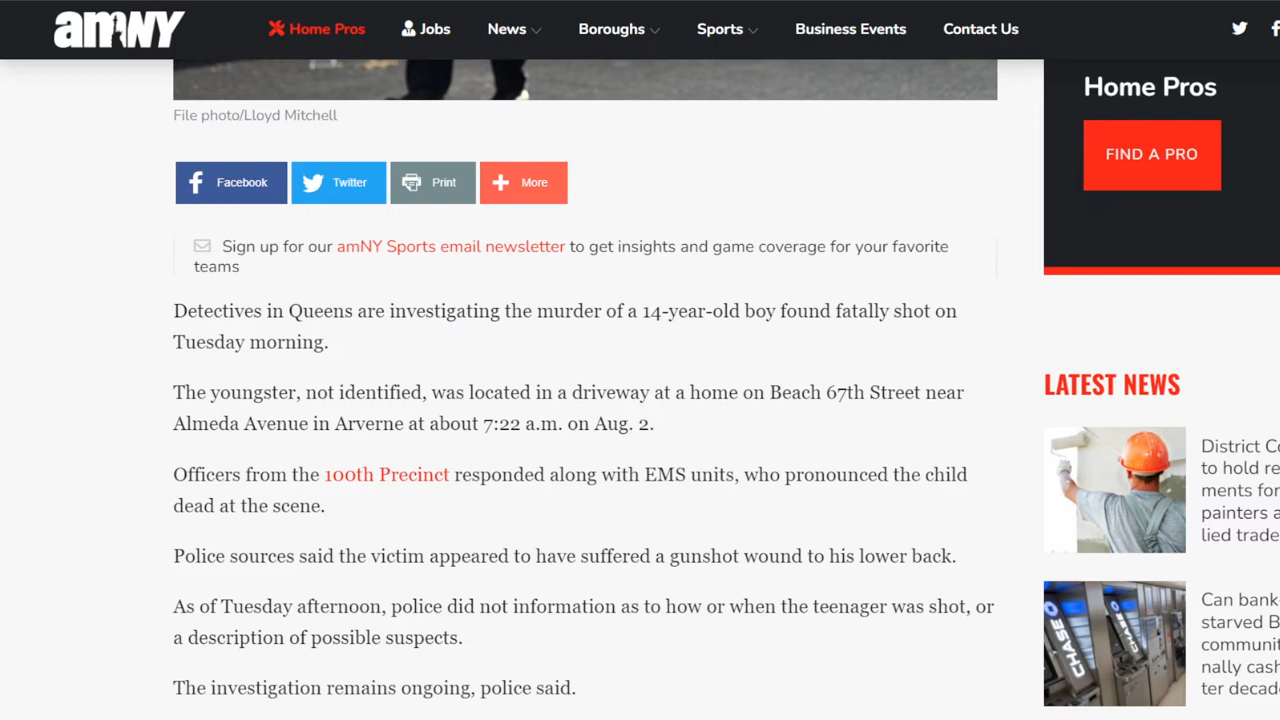 amNY
Home Pros
Jobs
News
Boroughs
Sports
Business Events
Contact Us
File photo/Lloyd Mitchell
Facebook
Twitter
Print
More
Sign up for our amNY Sports email newsletter to get insights and game coverage for your favorite
teams
Detectives in Queens are investigating the murder of a 14-year-old boy found fatally shot on
Tuesday morning.
The youngster, not identified, was located in a driveway at a home on Beach 67th Street near
Almeda Avenue in Arverne at about 7:22 a.m. on Aug. 2.
Officers from the 100th Precinct responded along with EMS units, who pronounced the child
dead at the scene.
Police sources said the victim appeared to have suffered a gunshot wound to his lower back.
As of Tuesday afternoon, police did not information as to how or when the teenager was shot, or
a description of possible suspects.
The investigation remains ongoing, police said.
Home Pros
FIND A PRO
LATEST NEWS
District
to hold
ments for
painters
lied trade
CHASE
CHASE
Can bank-
starved
nally cash
ter